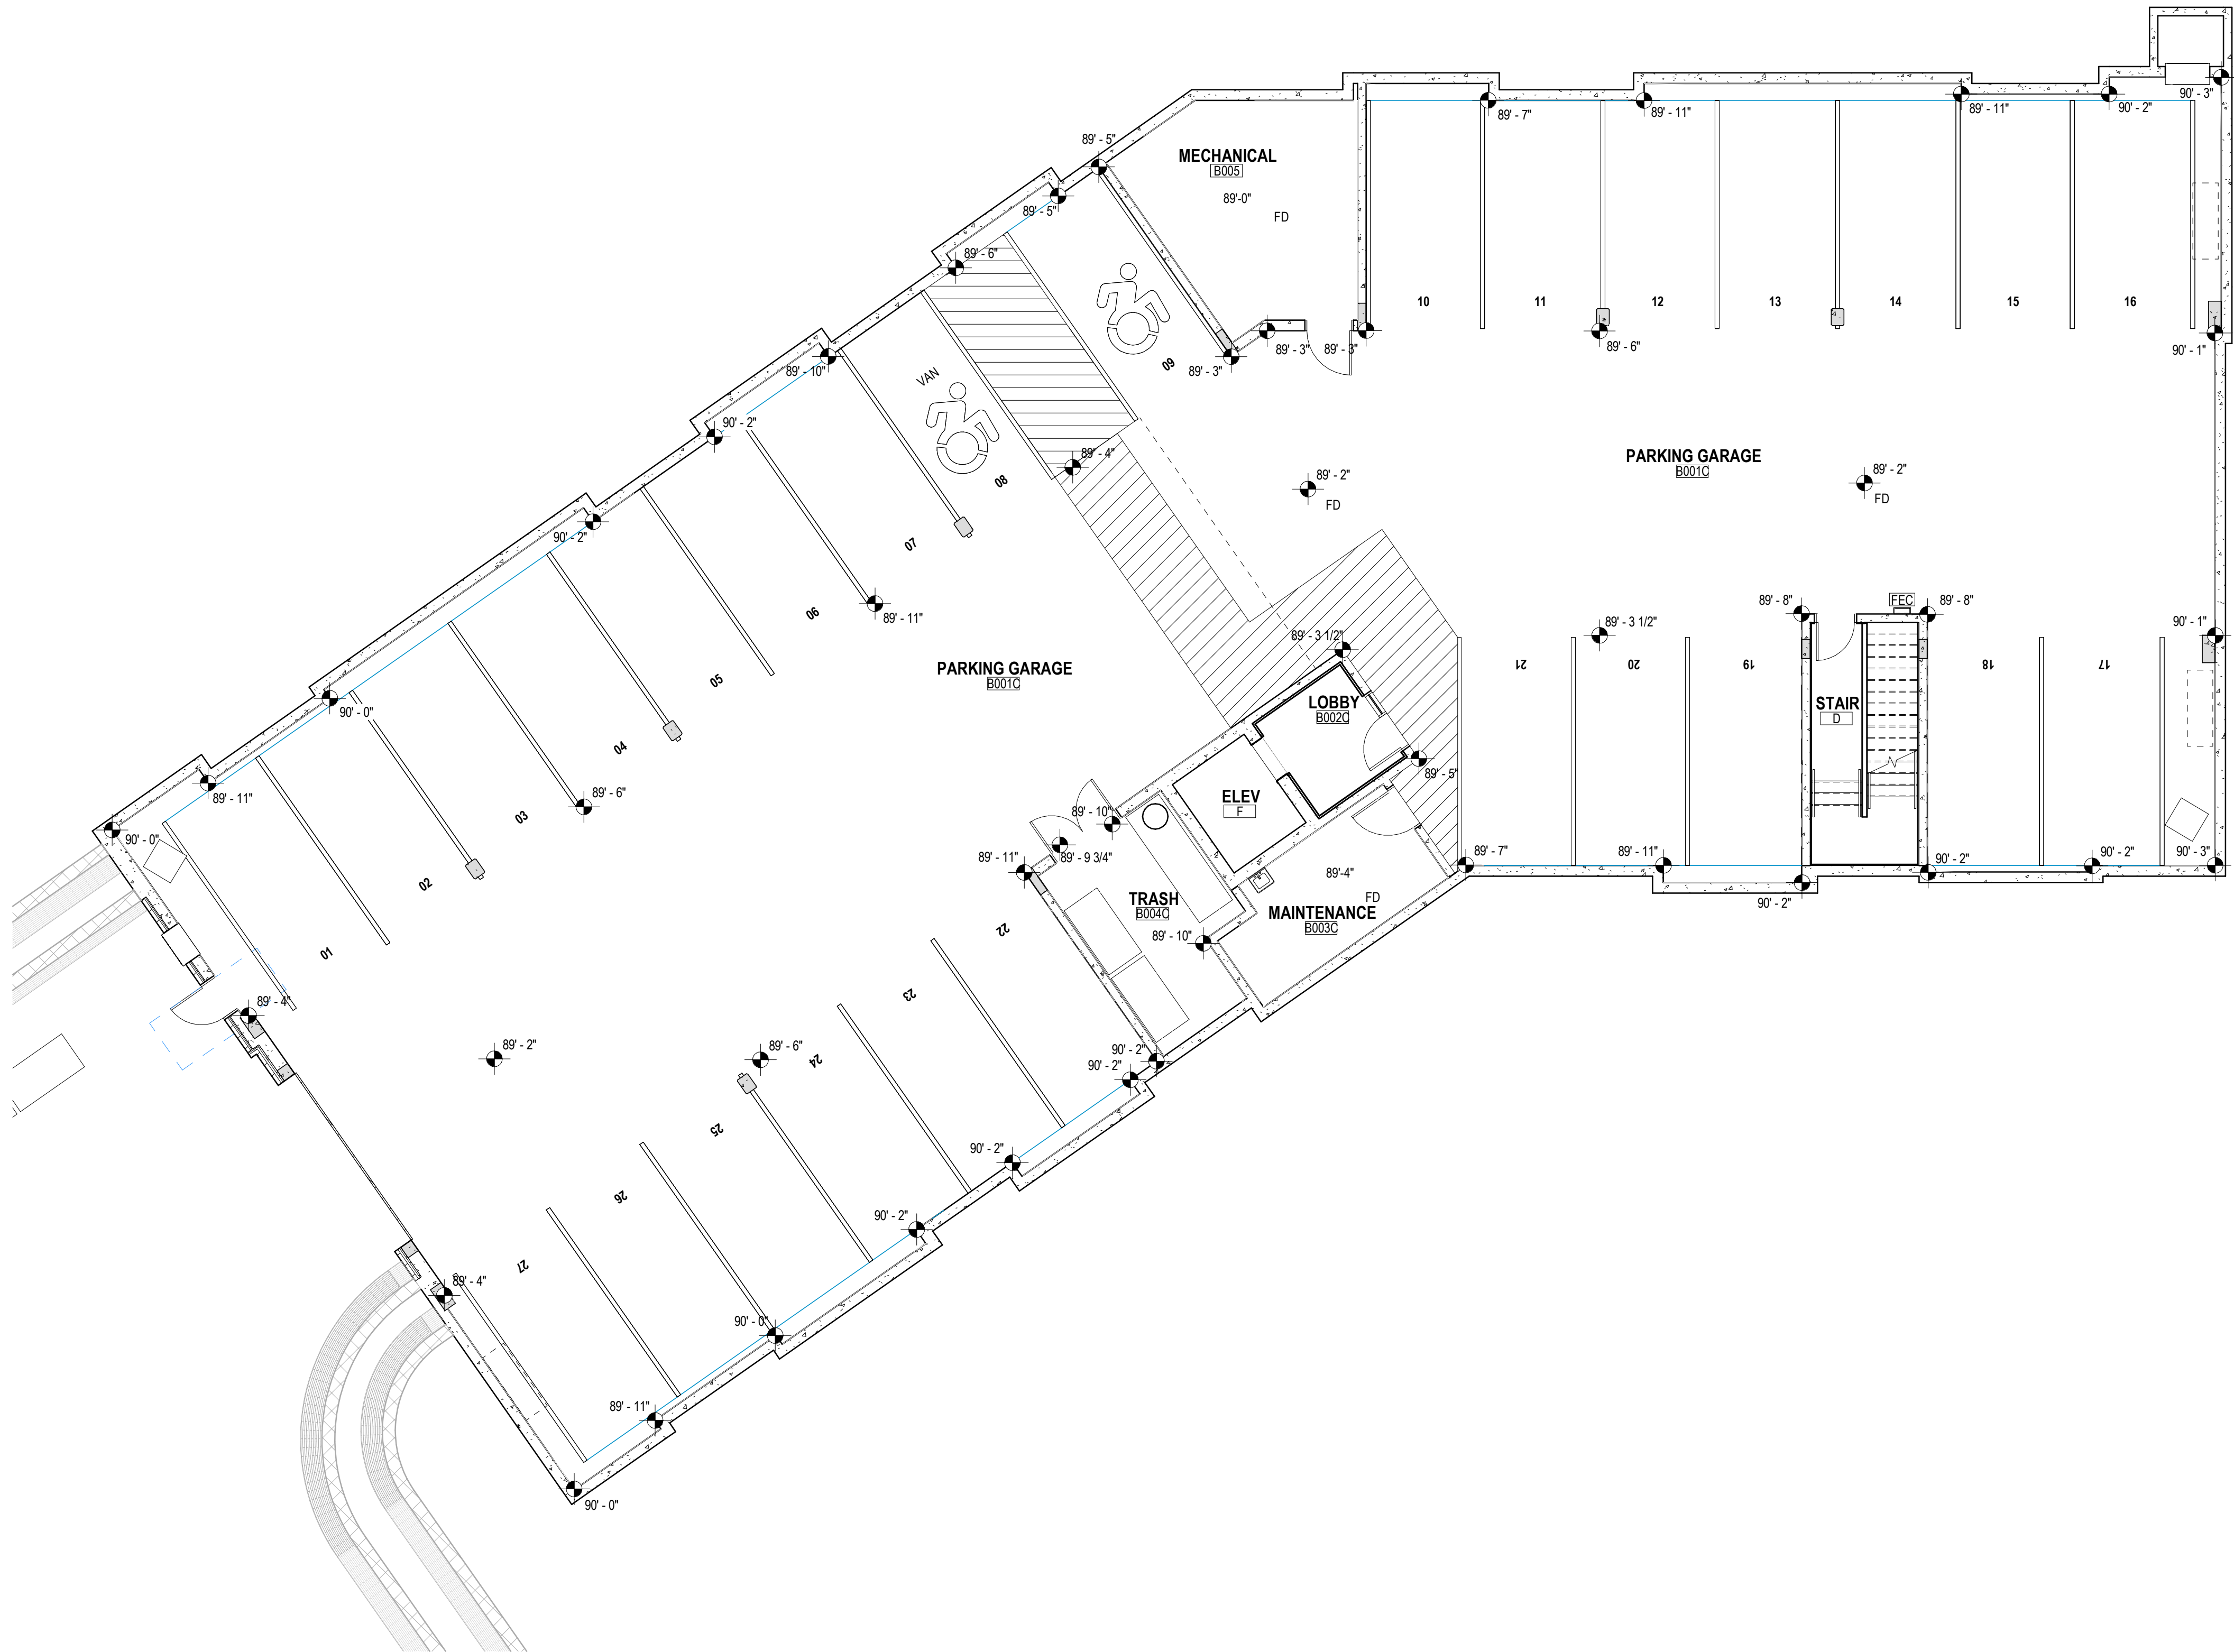 90' - 3"
89' - 7"
89' - 11"
89' - 11"
90' - 2"
89' - 5"
MECHANICAL
B005
89'-0"
FD
89' - 5"
89' - 6"
10
11
12
13
14
15
16
89' - 3"
89' - 3"
89' - 6"
90' - 1"
89' - 3"
09
89' - 10"
VAN
90' - 2"
89' - 4"
08
PARKING GARAGE
B001C
89' - 2"
FD
89' - 2"
FD
90' - 2"
07
06
89' - 11"
89' - 8"
FEC
89' - 8"
89' - 3 1/2"
89' - 3 1/2"
90' - 1"
PARKING GARAGE
B001C
21
20
19
18
17
05
90' - 0"
LOBBY
B002C
STAIR
D
04
89' - 5"
89' - 11"
89' - 6"
ELEV
F
03
89' - 10"
90' - 0"
89' - 9 3/4"
89' - 11"
89' - 7"
89' - 11"
90' - 2"
90' - 2"
90' - 3"
02
89'-4"
FD
TRASH
B004C
MAINTENANCE
B003C
90' - 2"
22
89' - 10"
01
23
89' - 4"
89' - 2"
89' - 6"
24
90' - 2"
90' - 2"
25
90' - 2"
26
90' - 2"
27
89' - 4"
90' - 0"
89' - 11"
90' - 0"